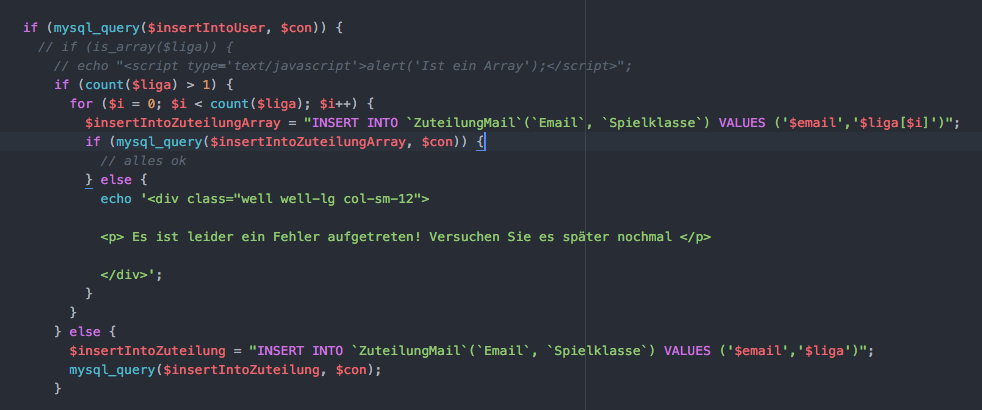 if (mysql_query($insertIntoUser, $con)) {
// if (is_array($liga)) {
// echo "<script type='text/javascript'>alert('Ist ein Array');</script>";
if (count($liga) > 1) {
for ($i = 0; $i < count($liga); $i++) {
$insertIntoZuteilungArray = "INSERT INTO `ZuteilungMail`(`Email`, `Spielklasse`) VALUES ('$email','$liga[$i]')";
if (mysql_query($insertIntoZuteilungArray, $con)) {
// alles ok
} else {
echo '<div class="well well-lg col-sm-12">
<p> Es ist leider ein Fehler aufgetreten! Versuchen Sie es später nochmal </p>
</div>';
}
}
} else {
$insertIntoZuteilung = "INSERT INTO `ZuteilungMail`(`Email`, `Spielklasse`) VALUES ('$email','$liga')";
mysql_query($insertIntoZuteilung, $con);
}